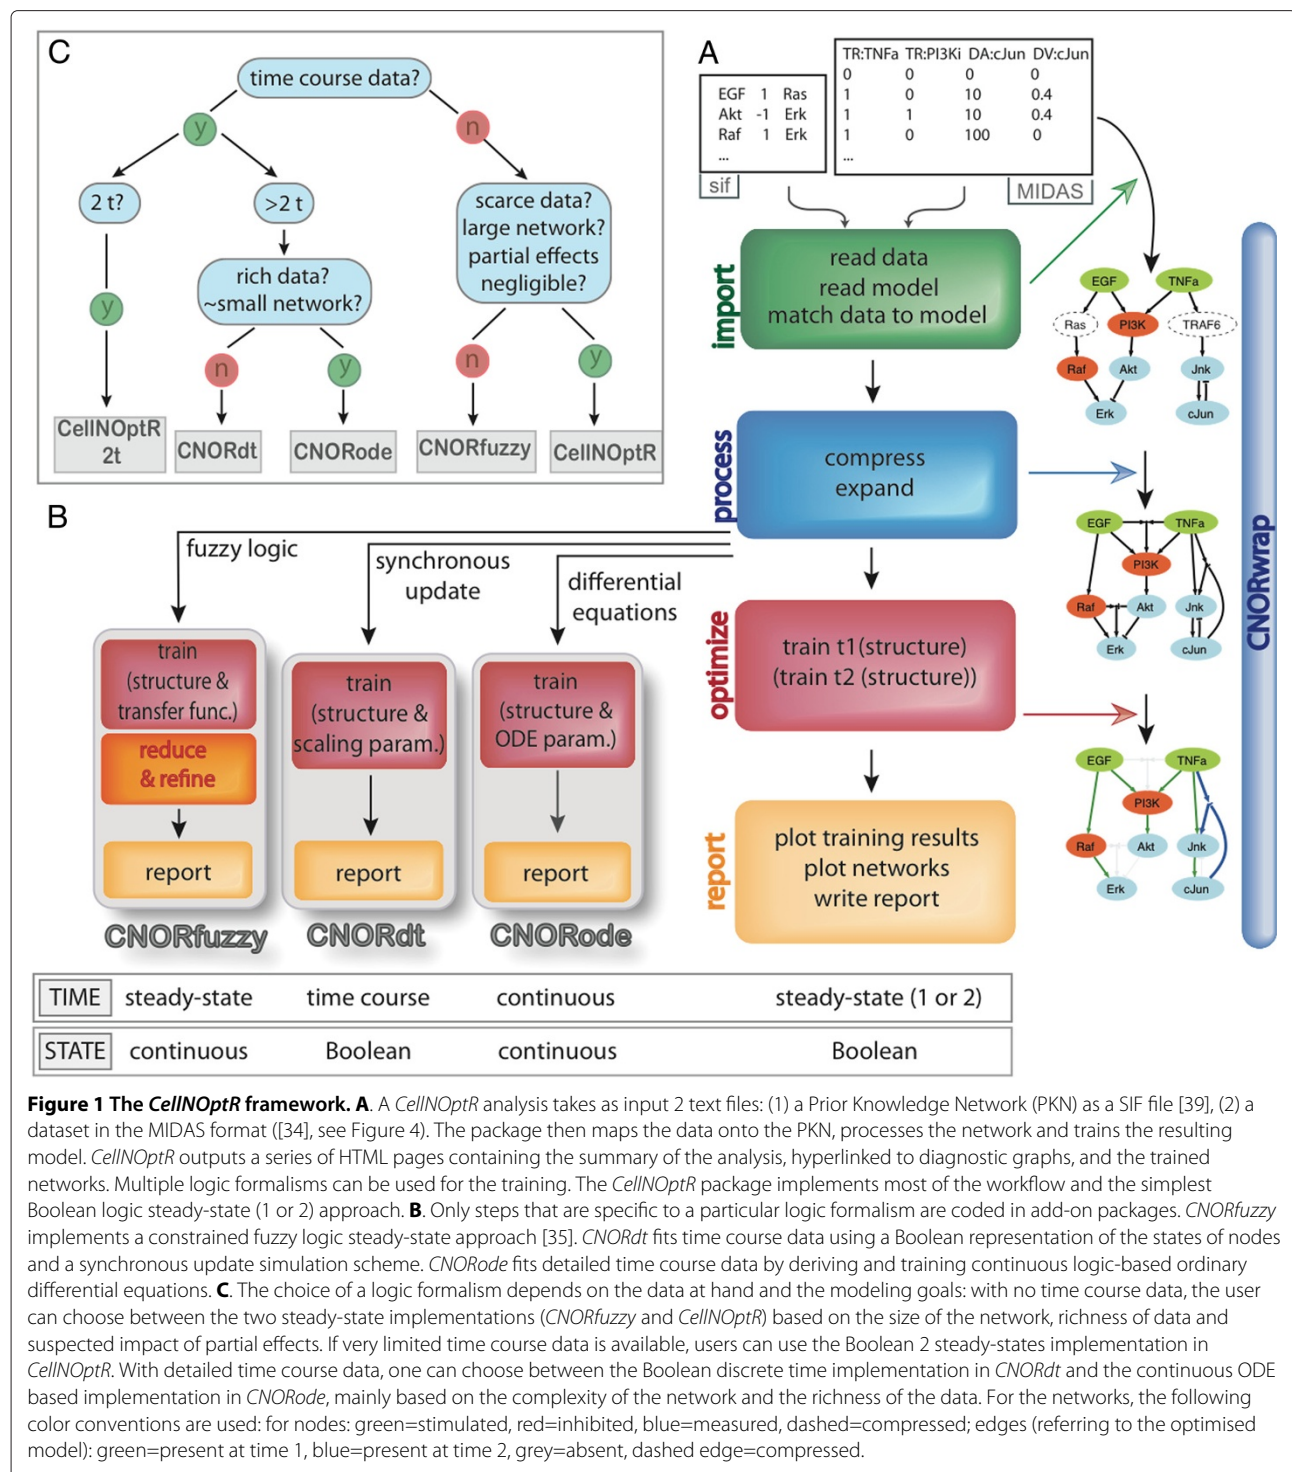 C
time course data?
y
n
2 t?
>2 t
scarce data?
large network?
partial effects
negligible?
rich data?
~small network?
y
n
y
n
y
CellNOptR
2t
CNORdt
CNORode
CNORfuzzy
CellNOptR
A
EGF 1 Ras
Akt -1 Erk
Raf 1 Erk
...
sif
TR:TNFa TR:PI3Ki DA:cJun DV:cJun
0 0 0 0
1 0 10 0.4
1 1 10 0.4
1 0 100 0
...
MIDAS
import
read data
read model
match data to model
process
compress
expand
optimize
train t1(structure)
(train t2 (structure))
report
plot training results
plot networks
write report
EGF TNFa
Ras PI3K TRAF6
Raf Akt Jnk
Erk cJun
EGF TNFa
PI3K
Raf Akt Jnk
Erk cJun
EGF TNFa
PI3K
Raf Akt Jnk
Erk cJun
CNORwrap
B
fuzzy logic
synchronous
update
differential
equations
train
(structure &
transfer func.)
reduce
& refine
report
CNORfuzzy
train
(structure &
scaling param.)
report
CNORdt
train
(structure &
ODE param.)
report
CNORode
TIME steady-state time course continuous steady-state (1 or 2)
STATE continuous Boolean continuous Boolean
Figure 1 The CellNOptR framework. A. A CellNOptR analysis takes as input 2 text files: (1) a Prior Knowledge Network (PKN) as a SIF file [39], (2) a
dataset in the MIDAS format ([34], see Figure 4). The package then maps the data onto the PKN, processes the network and trains the resulting
model. CellNOptR outputs a series of HTML pages containing the summary of the analysis, hyperlinked to diagnostic graphs, and the trained
networks. Multiple logic formalisms can be used for the training. The CellNOptR package implements most of the workflow and the simplest
Boolean logic steady-state (1 or 2) approach. B. Only steps that are specific to a particular logic formalism are coded in add-on packages. CNORfuzzy
implements a constrained fuzzy logic steady-state approach [35]. CNORdt fits time course data using a Boolean representation of the states of nodes
and a synchronous update simulation scheme. CNORode fits detailed time course data by deriving and training continuous logic-based ordinary
differential equations. C. The choice of a logic formalism depends on the data at hand and the modeling goals: with no time course data, the user
can choose between the two steady-state implementations (CNORfuzzy and CellNOptR) based on the size of the network, richness of data and
suspected impact of partial effects. If very limited time course data is available, users can use the Boolean 2 steady-states implementation in
CellNOptR. With detailed time course data, one can choose between the Boolean discrete time implementation in CNORdt and the continuous ODE
based implementation in CNORode, mainly based on the complexity of the network and the richness of the data. For the networks, the following
color conventions are used: for nodes: green=stimulated, red=inhibited, blue=measured, dashed=compressed; edges (referring to the optimised
model): green=present at time 1, blue=present at time 2, grey=absent, dashed edge=compressed.